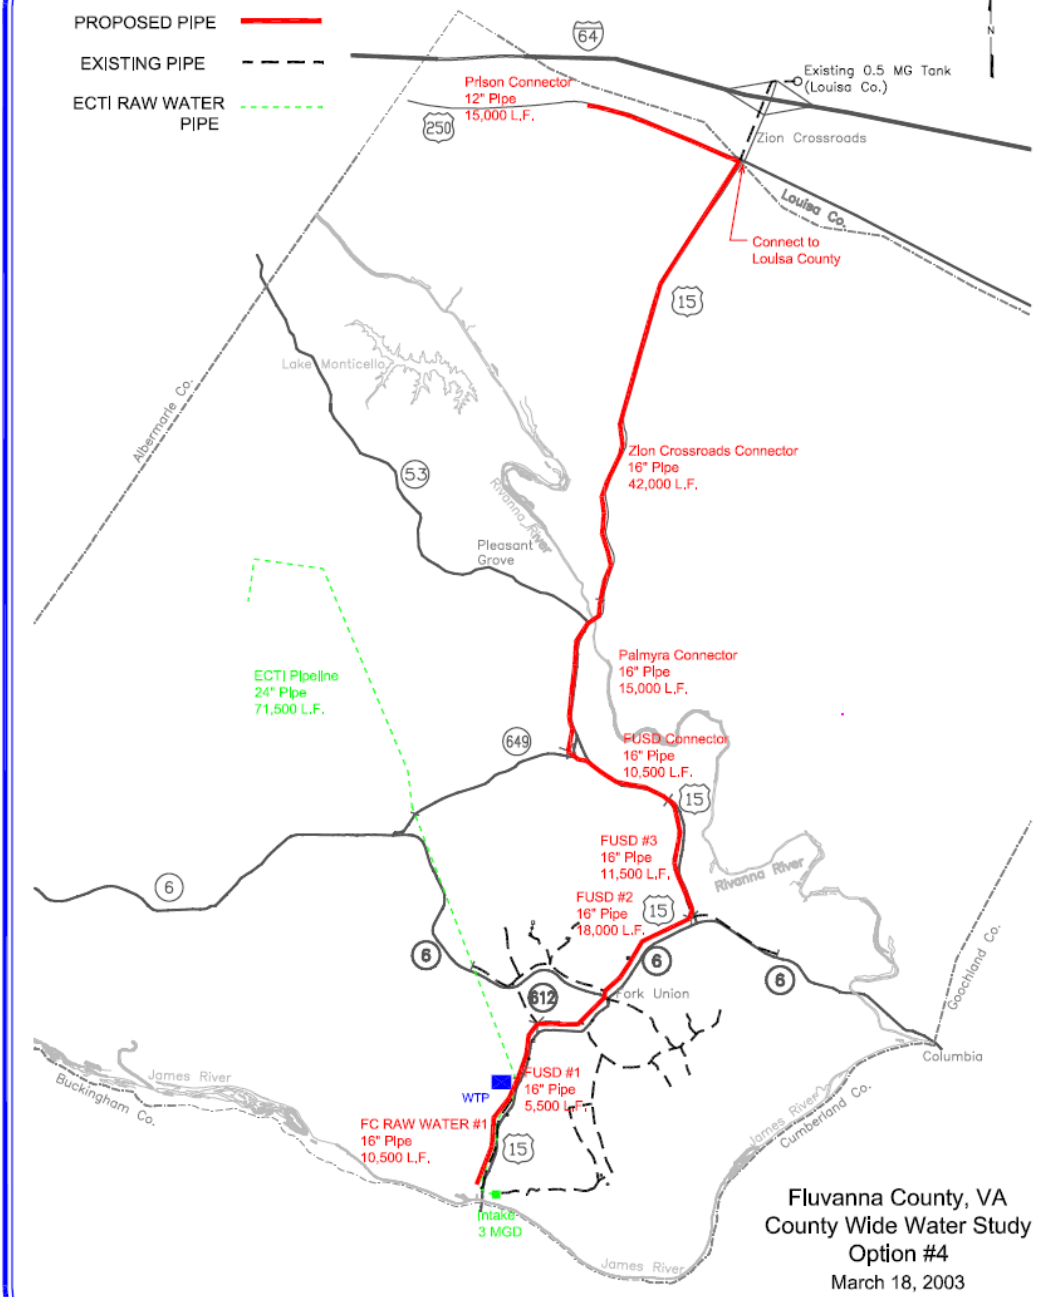 PROPOSED PIPE
EXISTING PIPE
ECTI RAW WATER
PIPE
N
64
Prison Connector
12" Pipe
15,000 L.F.
250
Existing 0.5 MG Tank
(Louisa Co.)
Zion Crossroads
Louisa Co.
Connect to
Louisa County
15
Lake Monticello
Albermarle Co.
53
Zion Crossroads Connector
16" Pipe
42,000 L.F.
Rivanna River
Pleasant
Grove
ECTI Pipeline
24" Pipe
71,500 L.F.
Palmyra Connector
16" Pipe
15,000 L.F.
649
FUSD Connector
16" Pipe
10,500 L.F.
15
FUSD #3
16" Pipe
11,500 L.F.
Rivanna River
6
FUSD #2
16" Pipe
18,000 L.F.
15
6
6
6
612
Fork Union
Goochland Co.
Columbia
James River
Buckingham Co.
WTP
FUSD #1
16" Pipe
5,500 L.F.
FC RAW WATER #1
16" Pipe
10,500 L.F.
15
James River
Cumberland Co.
Intake
3 MGD
James River
Fluvanna County, VA
County Wide Water Study
Option #4
March 18, 2003